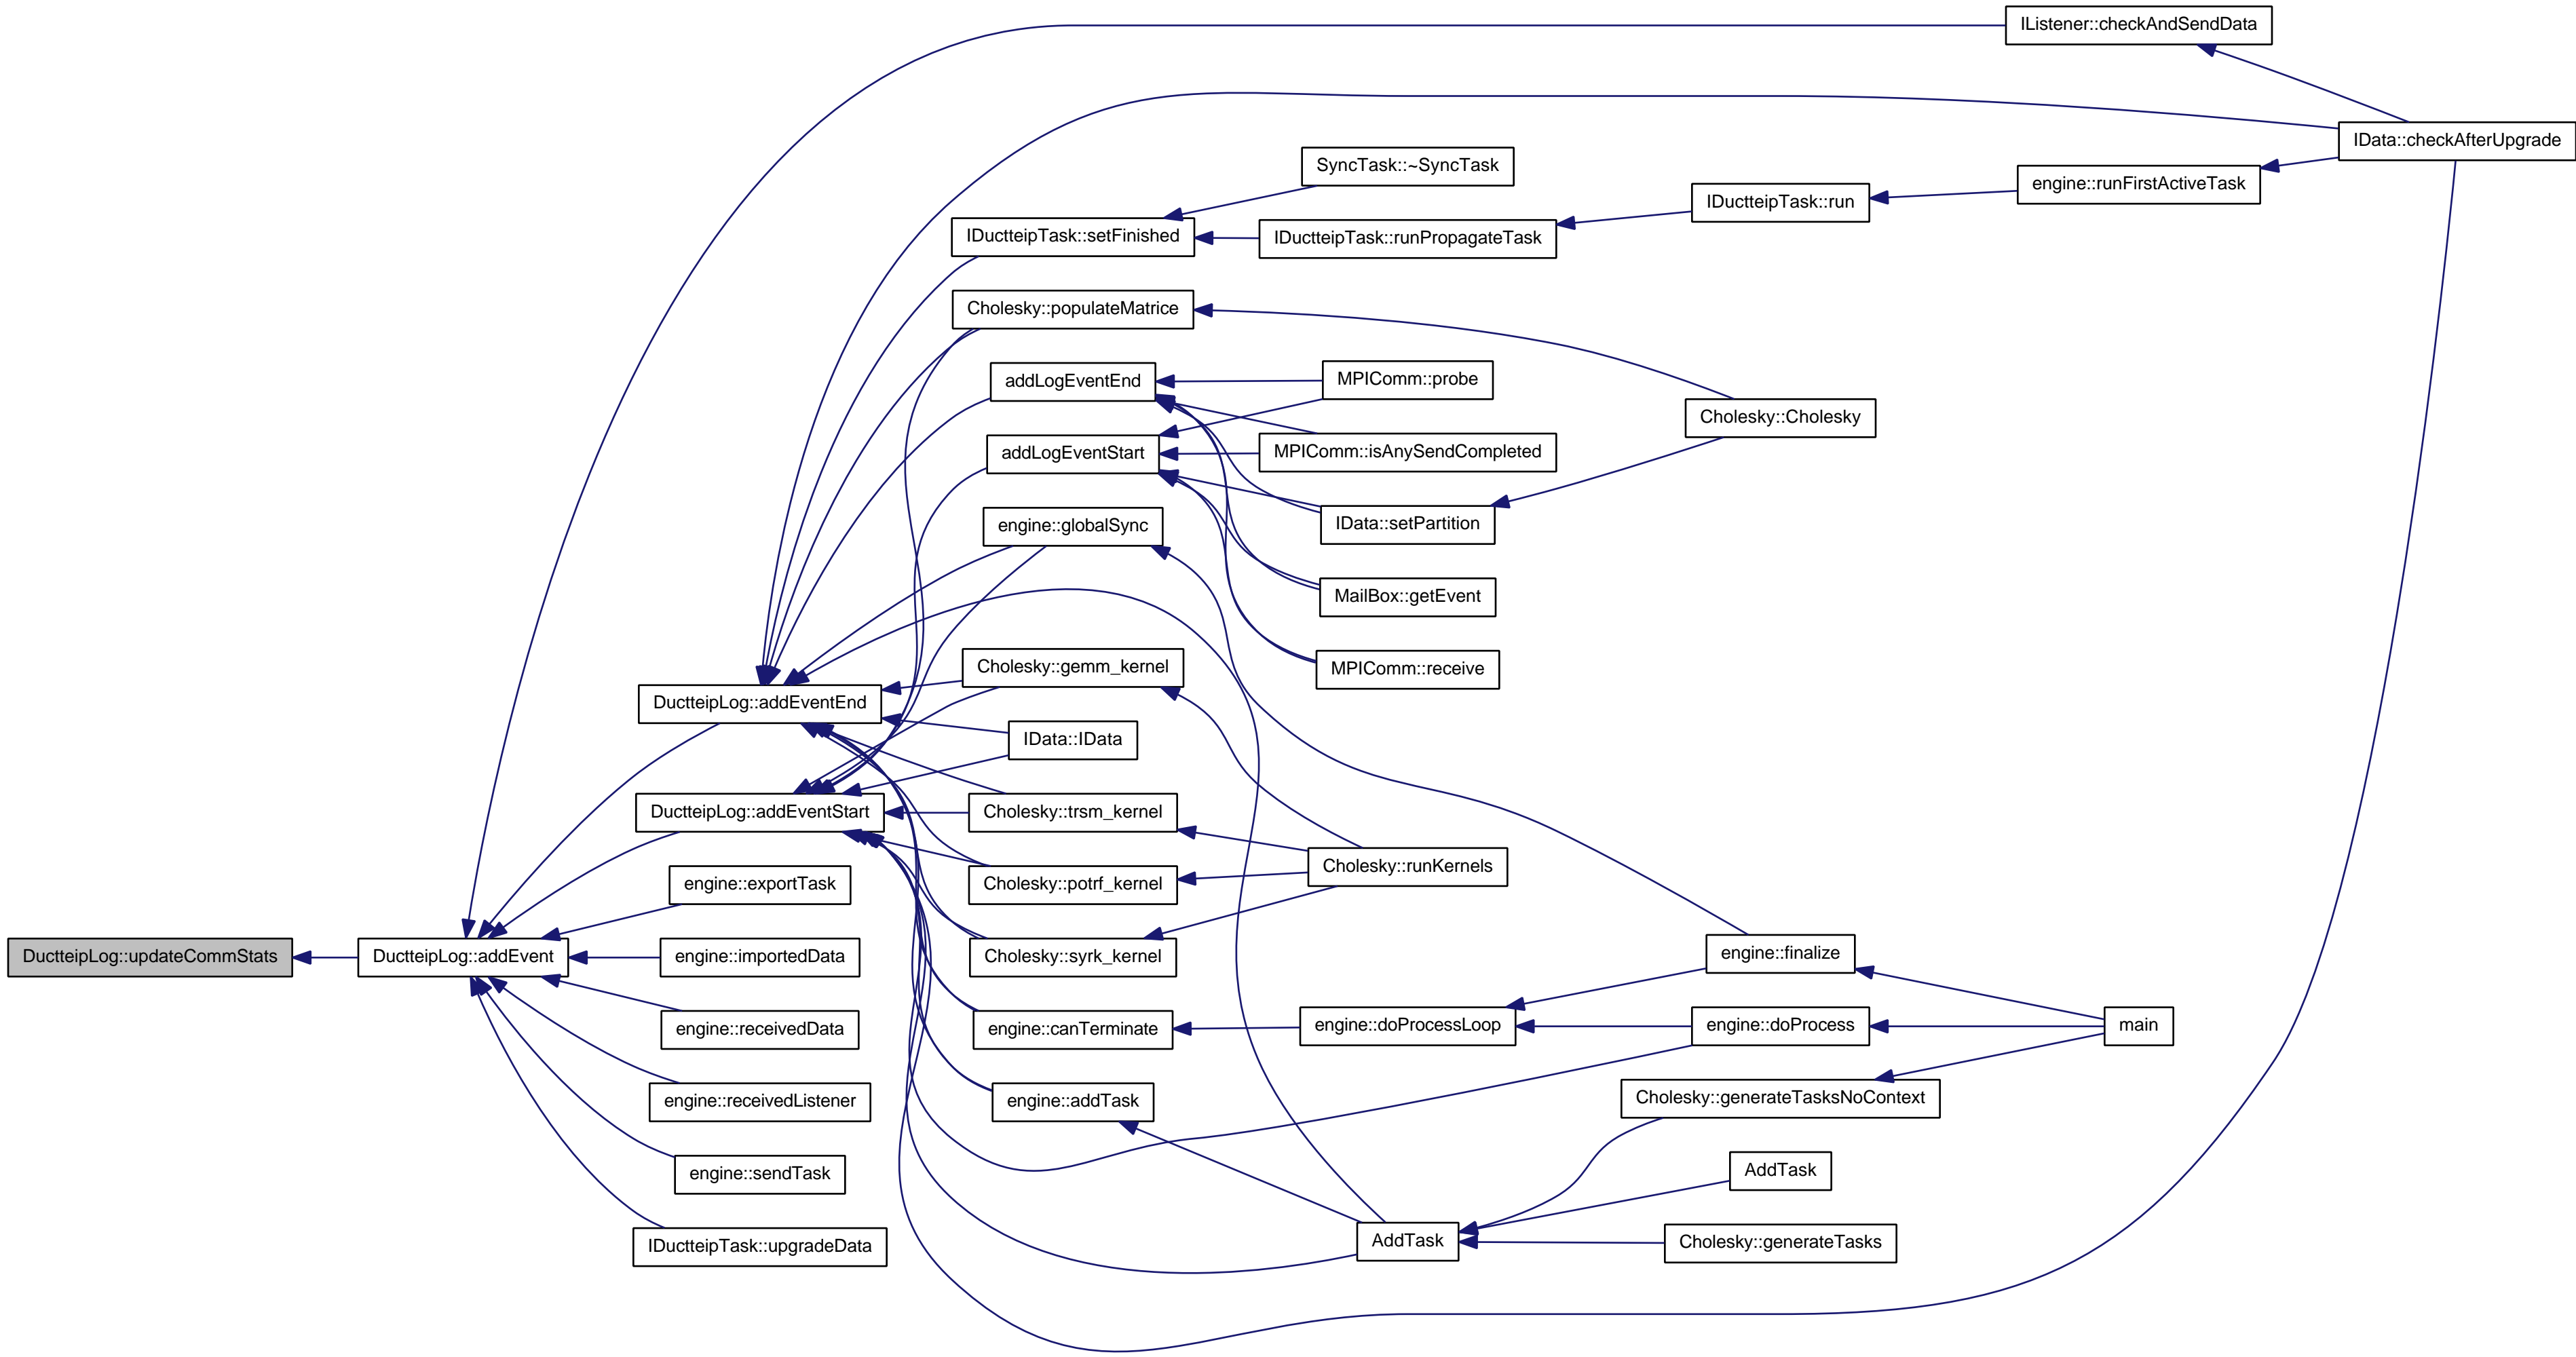 IListener::checkAndSendData
IData::checkAfterUpgrade
SyncTask::~SyncTask
engine::runFirstActiveTask
IDuctteipTask::run
IDuctteipTask::setFinished
IDuctteipTask::runPropagateTask
Cholesky::populateMatrice
addLogEventEnd
MPIComm::probe
Cholesky::Cholesky
addLogEventStart
MPIComm::isAnySendCompleted
engine::globalSync
IData::setPartition
MailBox::getEvent
Cholesky::gemm_kernel
MPIComm::receive
DuctteipLog::addEventEnd
IData::IData
DuctteipLog::addEventStart
Cholesky::trsm_kernel
Cholesky::runKernels
engine::exportTask
Cholesky::potrf_kernel
DuctteipLog::updateCommStats
DuctteipLog::addEvent
engine::importedData
Cholesky::syrk_kernel
engine::finalize
engine::receivedData
engine::canTerminate
engine::doProcessLoop
engine::doProcess
main
engine::receivedListener
engine::addTask
Cholesky::generateTasksNoContext
engine::sendTask
AddTask
IDuctteipTask::upgradeData
AddTask
Cholesky::generateTasks